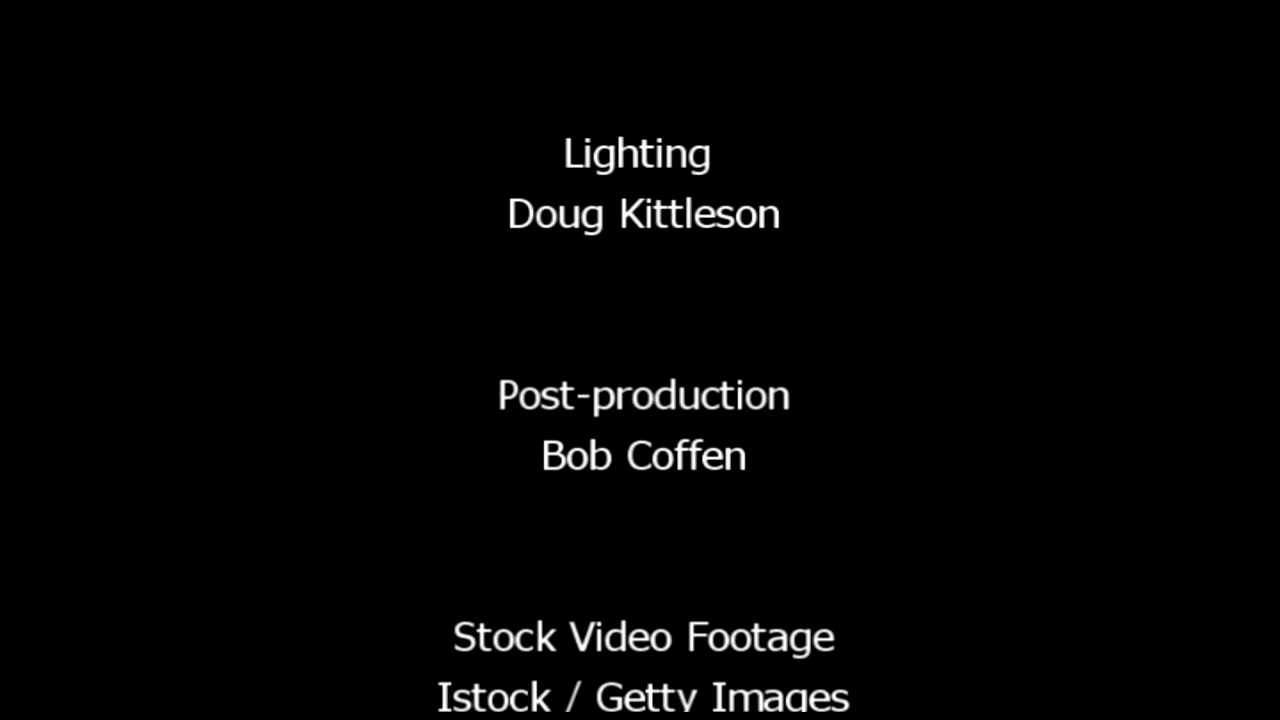 Lighting
Doug Kittleson
Post-production
Bob Coffen
Stock Video Footage
Istock / Getty Images